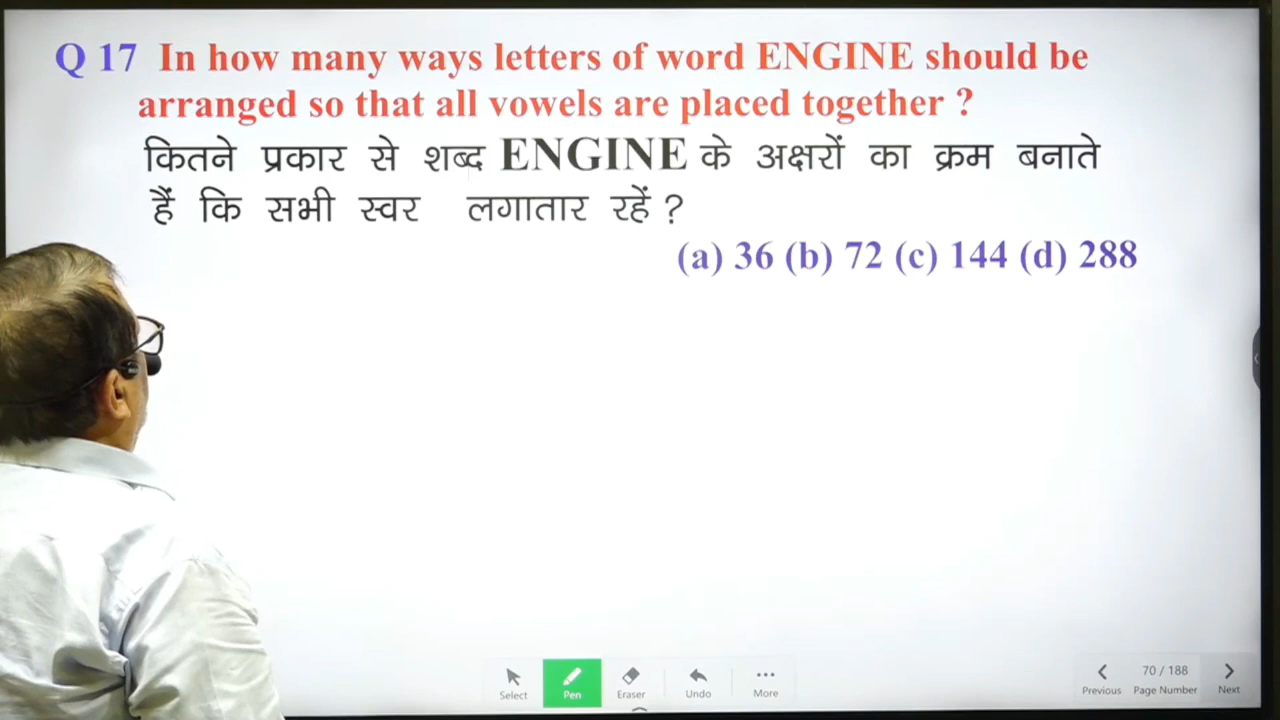 Q 17 In how many ways letters of word ENGINE should be
arranged so that all vowels are placed together ?
कितने प्रकार से शब्द ENGINE के अक्षरों का क्रम बनाते
हैं कि सभी स्वर लगातार रहें ?
(a) 36 (b) 72 (c) 144 (d) 288
Select Pen Eraser Undo More
Previous 70 / 188 Page Number Next